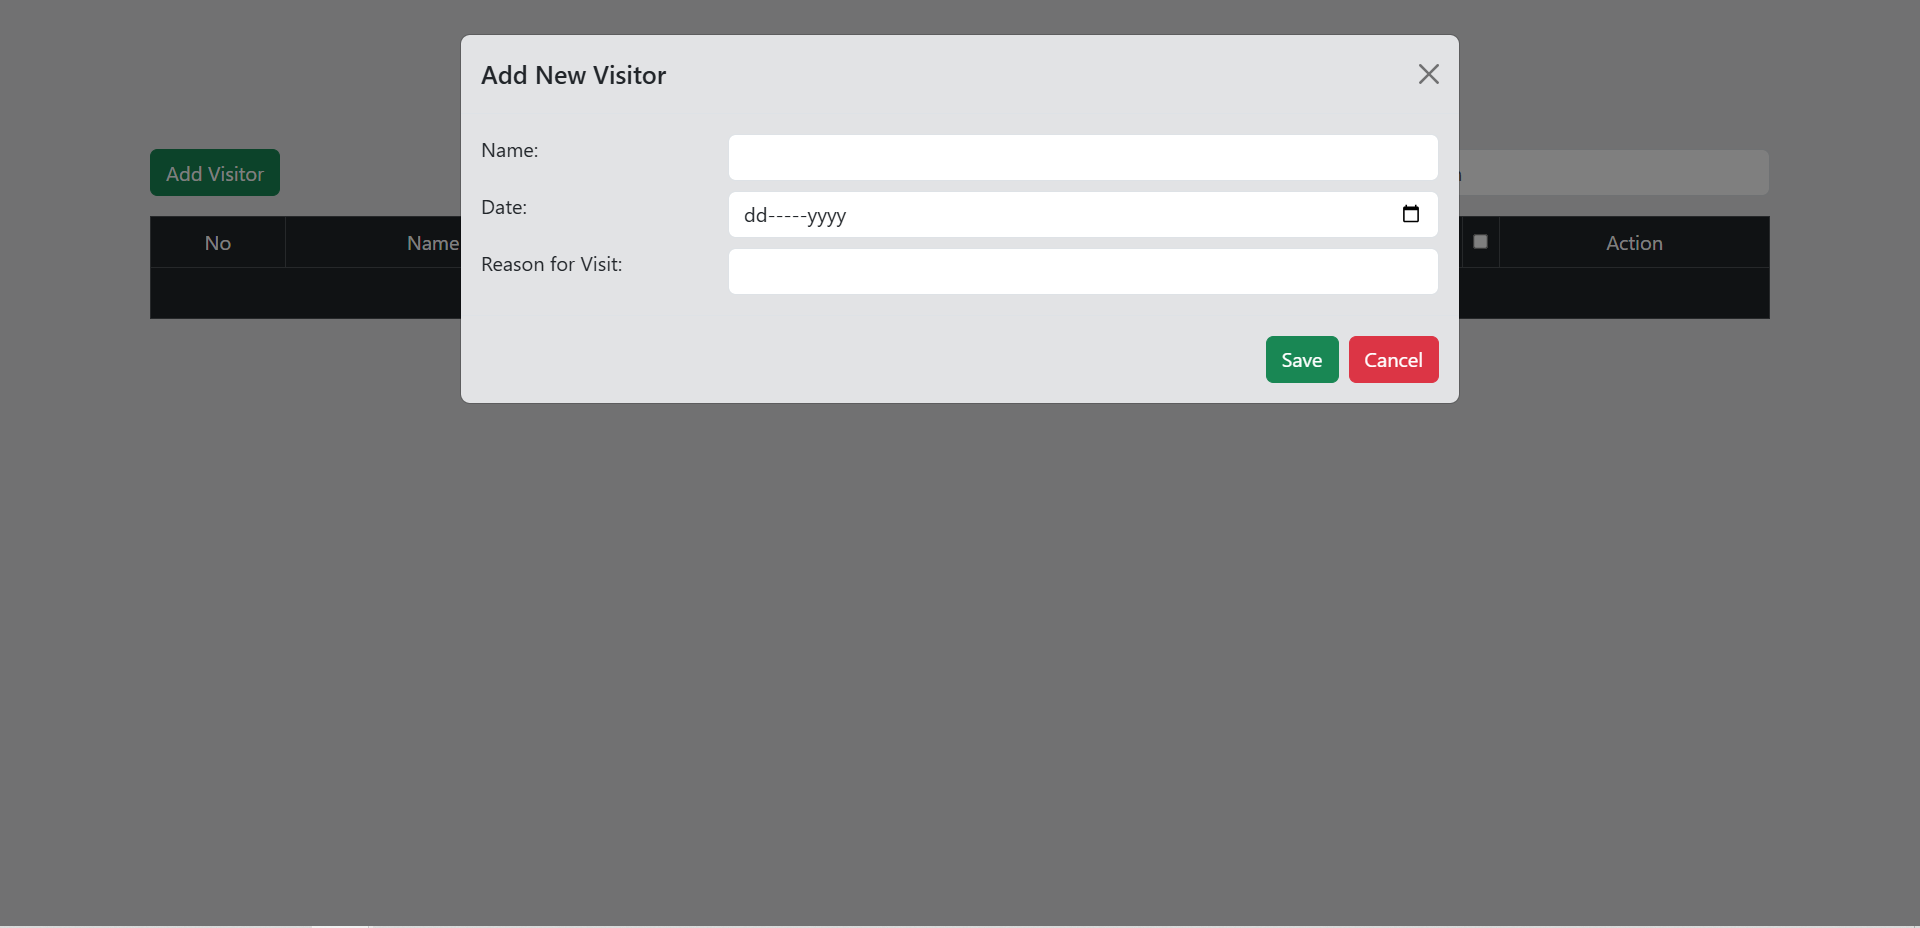 Add New Visitor
Name:
Add Visitor
Date:
dd-----yyyy
No
Name
Action
Reason for Visit:
Save
Cancel